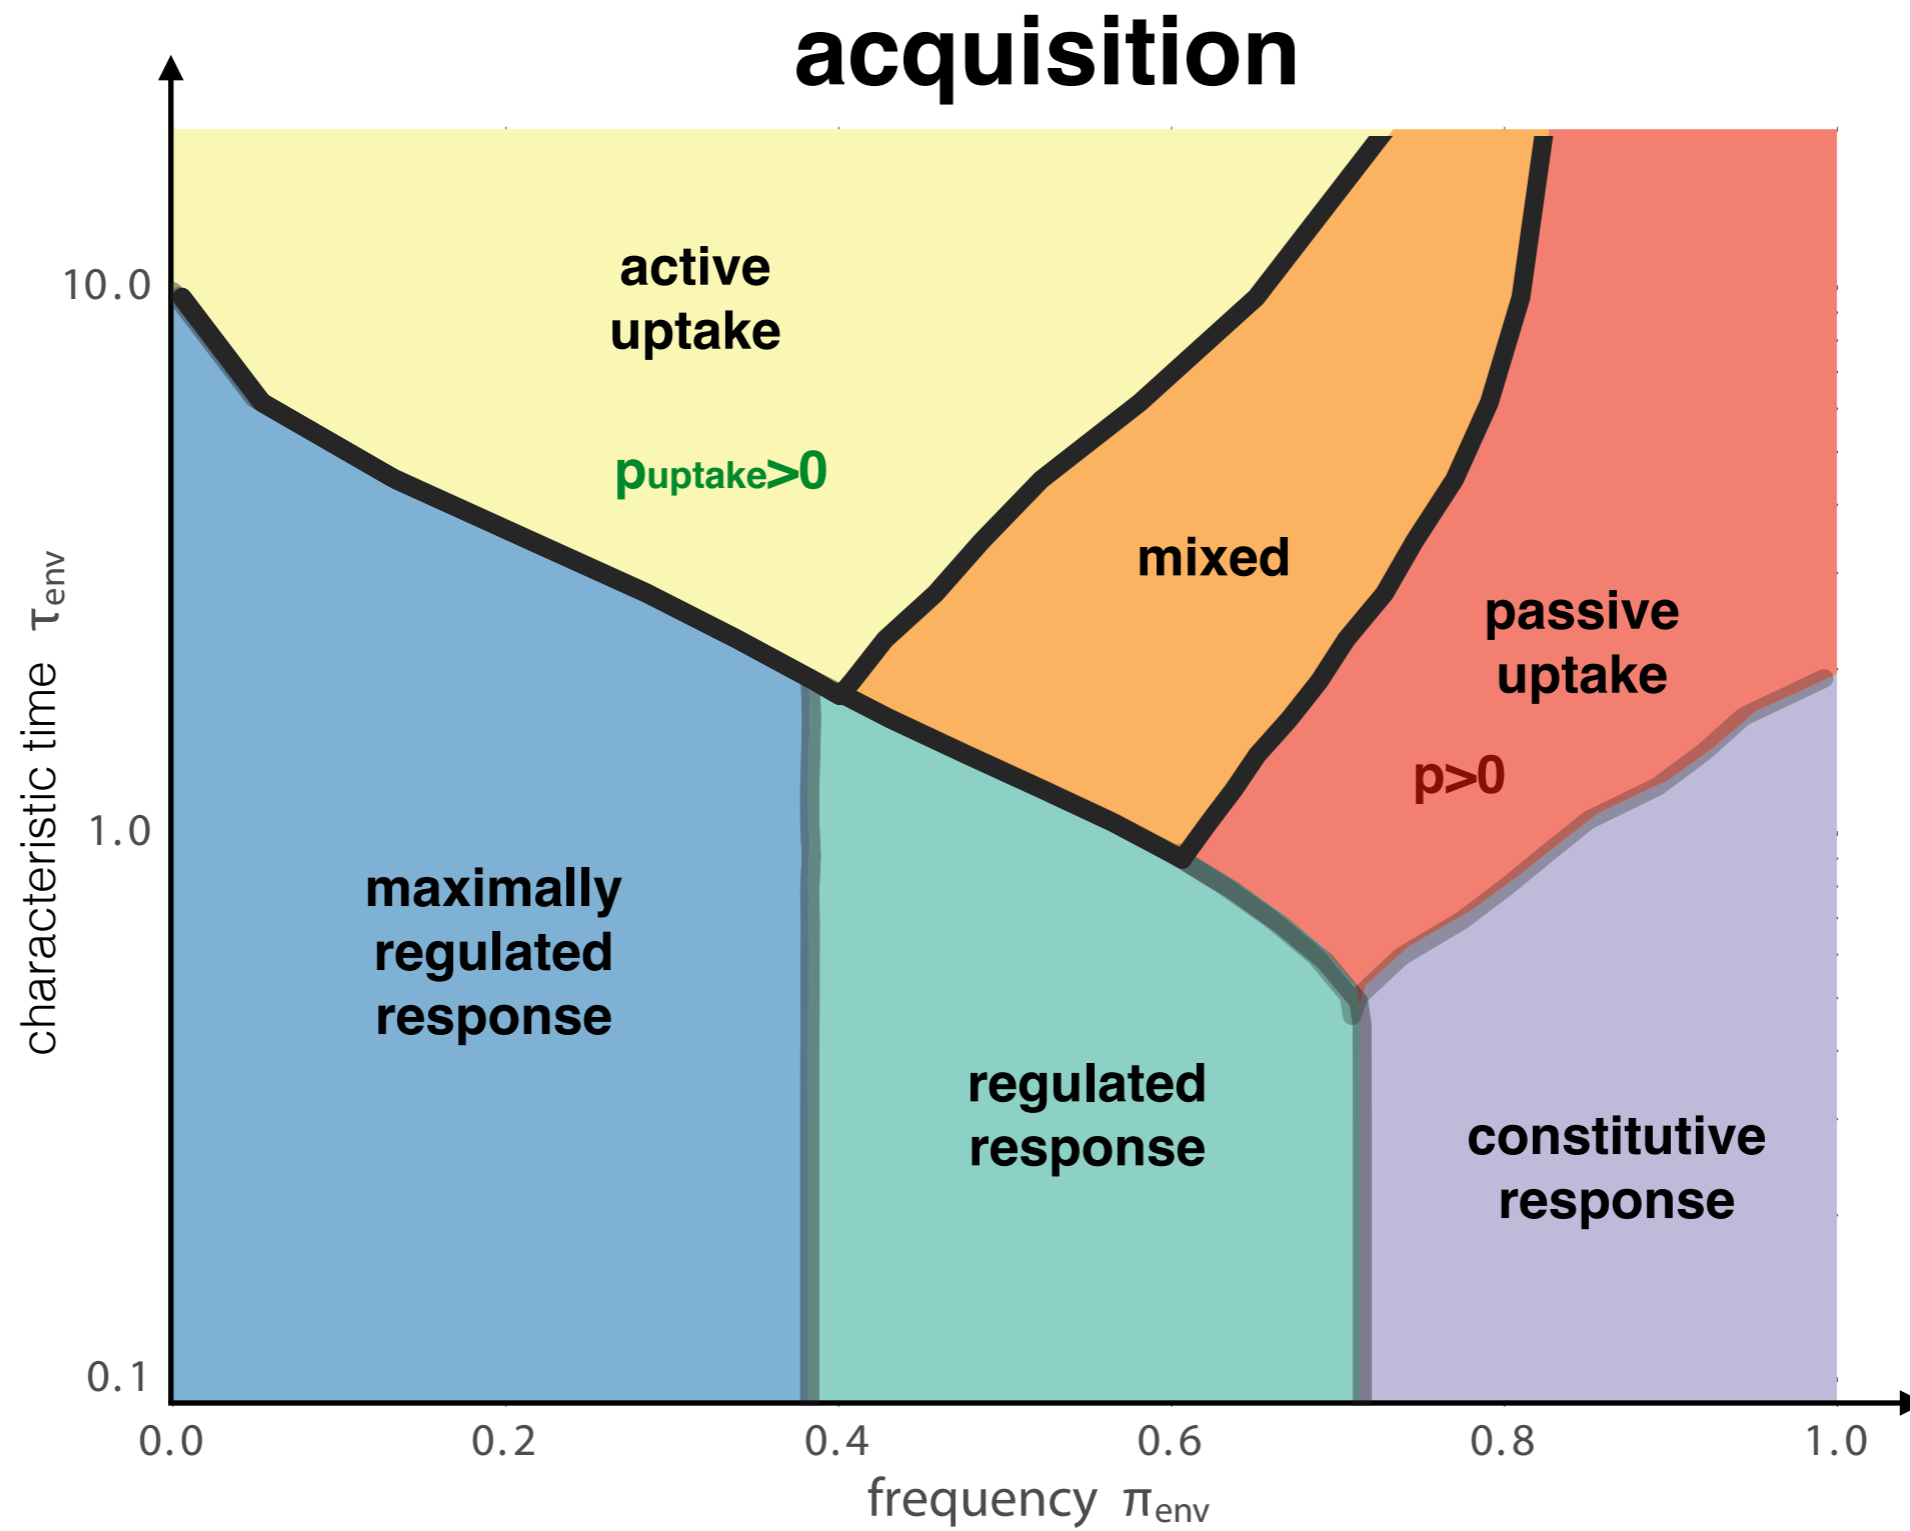 acquisition
10.0
1.0
0.1
characteristic time τenv
active
uptake
puptake>0
mixed
passive
uptake
p>0
maximally
regulated
response
regulated
response
constitutive
response
0.0 0.2 0.4 0.6 0.8 1.0
frequency πenv